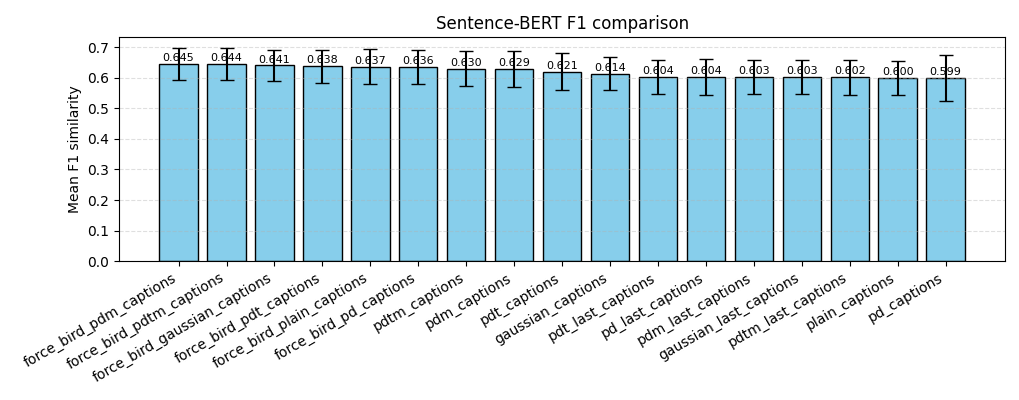 Sentence-BERT F1 comparison
Mean F1 similarity
0.7
0.6
0.5
0.4
0.3
0.2
0.1
0.0
0.645
0.644
0.641
0.638
0.637
0.636
0.630
0.629
0.621
0.614
0.604
0.604
0.603
0.603
0.602
0.600
0.599
force_bird_pdm_captions
force_bird_pdtm_captions
force_bird_gaussian_captions
force_bird_pdt_captions
force_bird_plain_captions
force_bird_pd_captions
pdtm_captions
pdm_captions
pdt_captions
gaussian_captions
pdt_last_captions
pd_last_captions
pdm_last_captions
gaussian_last_captions
pdtm_last_captions
plain_captions
pd_captions